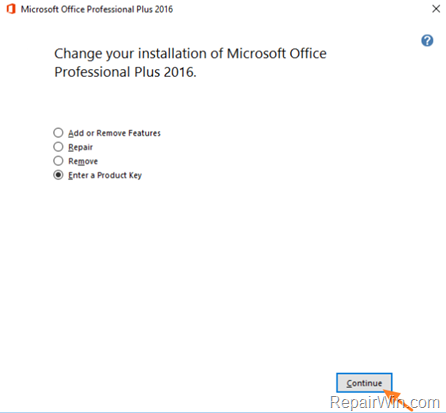 Microsoft Office Professional Plus 2016
Change your installation of Microsoft Office
Professional Plus 2016.
Add or Remove Features
Repair
Remove
Enter a Product Key
Continue
RepairWin.com